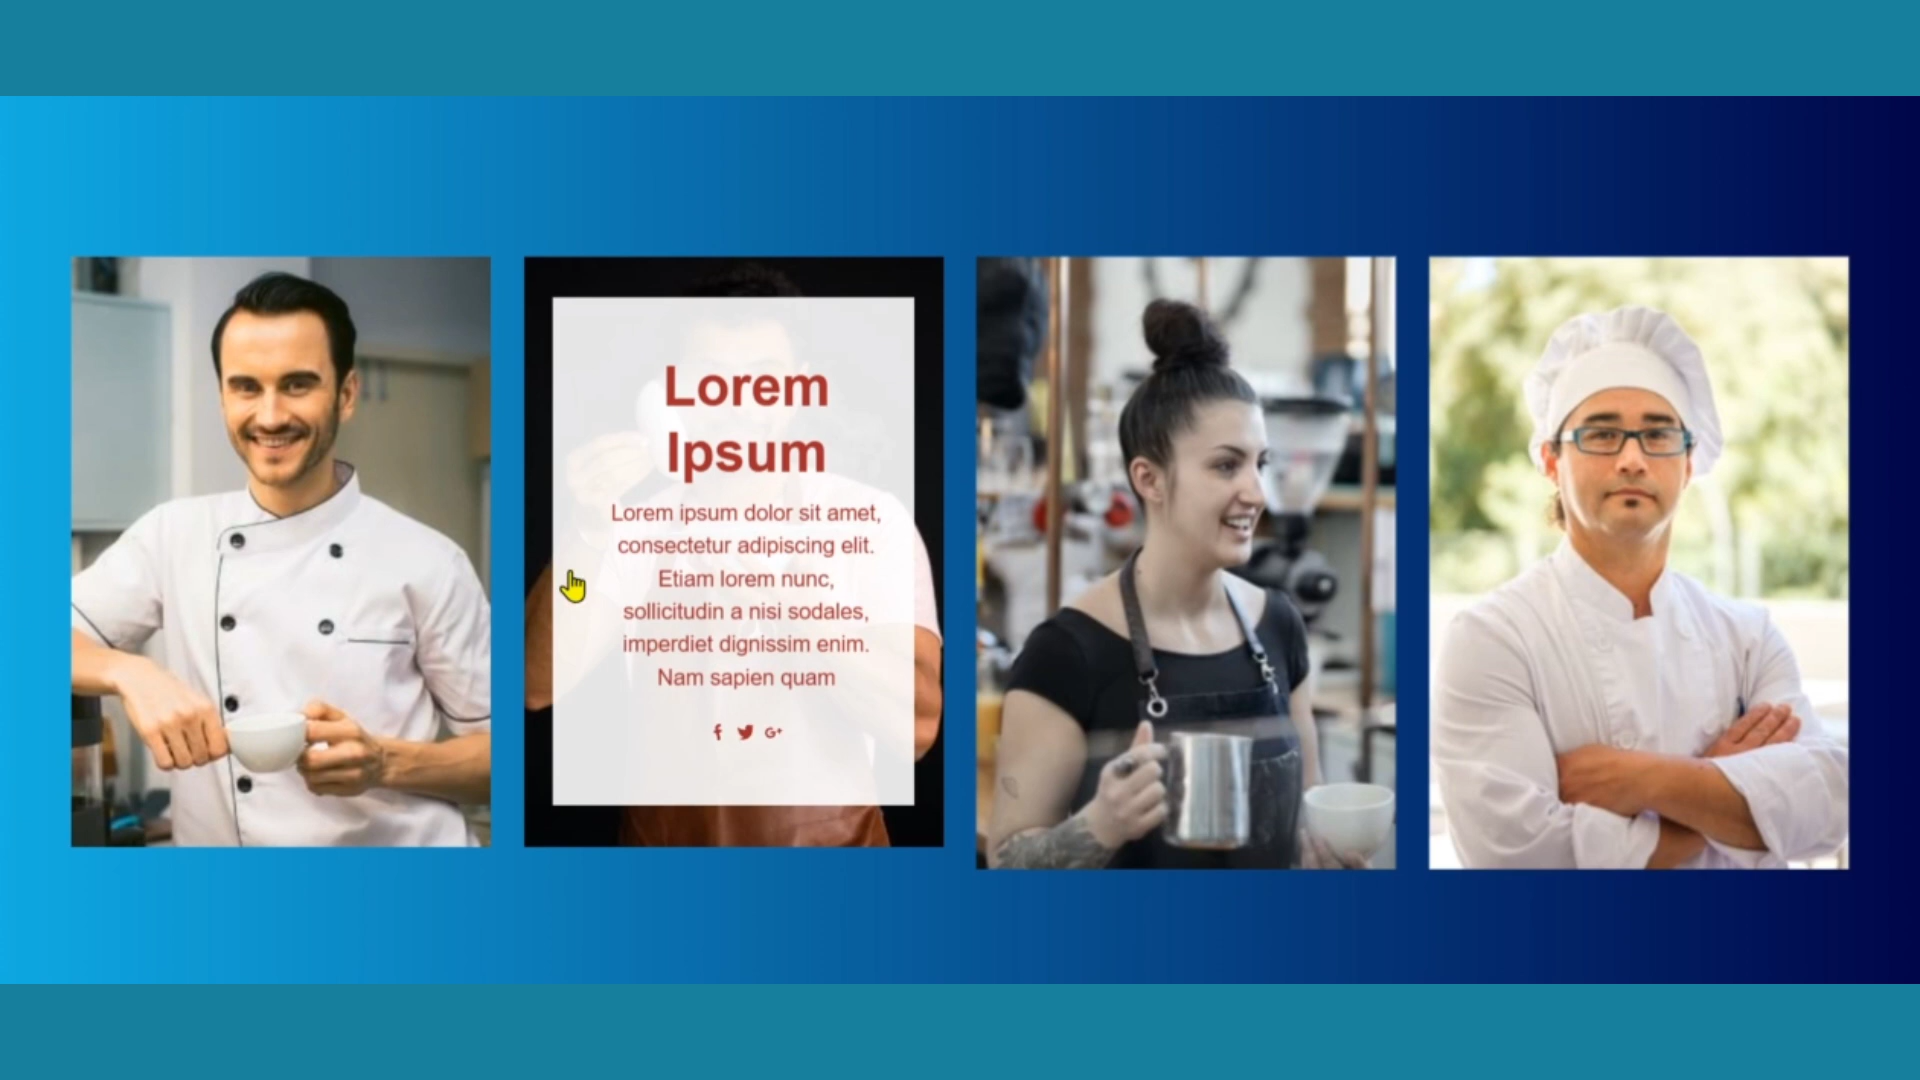 Lorem
Ipsum
Lorem ipsum dolor sit amet,
consectetur adipiscing elit.
Etiam lorem nunc,
sollicitudin a nisi sodales,
imperdiet dignissim enim.
Nam sapien quam